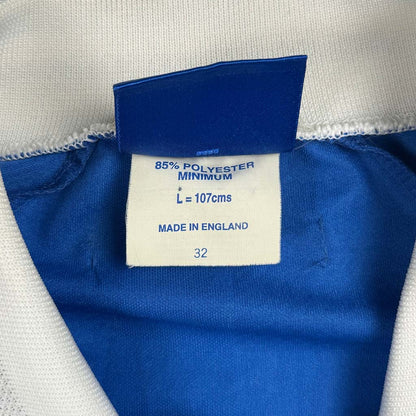 85% POLYESTER
MINIMUM
L = 107cms
MADE IN ENGLAND
32